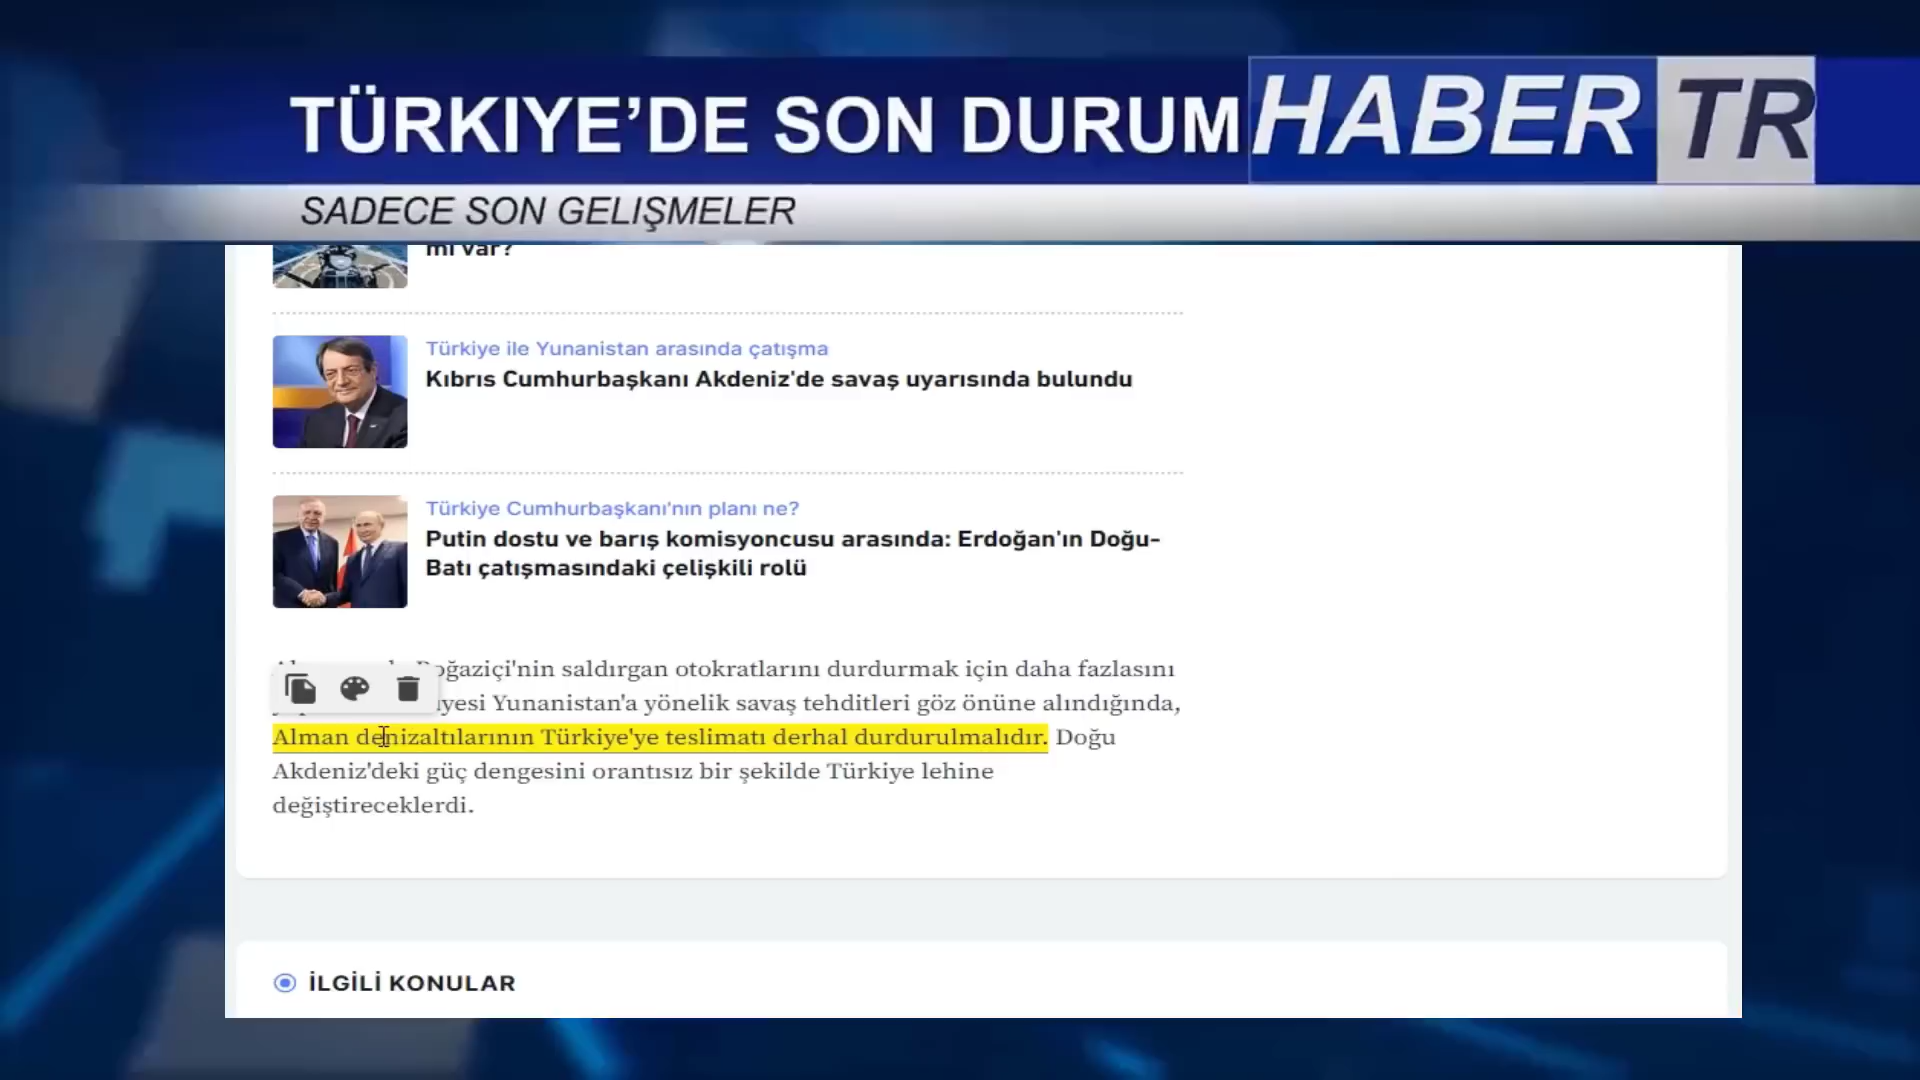 TÜRKIYE’DE SON DURUM
HABER TR
SADECE SON GELIŞMELER
mi var?
Türkiye ile Yunanistan arasında çatışma
Kıbrıs Cumhurbaşkanı Akdeniz'de savaş uyarısında bulundu
Türkiye Cumhurbaşkanı'nın planı ne?
Putin dostu ve barış komisyoncusu arasında: Erdoğan'ın Doğu-
Batı çatışmasındaki çelişkili rolü
Boğaziçi'nin saldırgan otokratlarını durdurmak için daha fazlasını
Yunanistan'a yönelik savaş tehditleri göz önüne alındığında,
Alman denizaltılarının Türkiye'ye teslimatı derhal durdurulmalıdır. Doğu
Akdeniz'deki güç dengesini orantısız bir şekilde Türkiye lehine
değiştireceklerdi.
İLGİLİ KONULAR